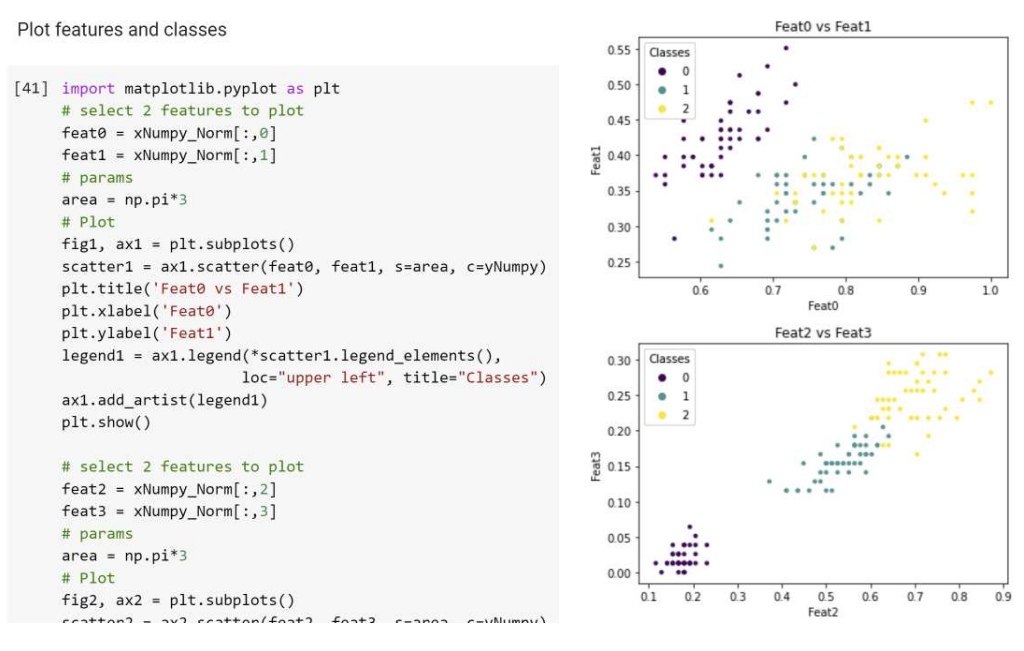 Plot features and classes
[41] import matplotlib.pyplot as plt
# select 2 features to plot
feat0 = xNumpy_Norm[:,0]
feat1 = xNumpy_Norm[:,1]
# params
area = np.pi*3
# Plot
fig1, ax1 = plt.subplots()
scatter1 = ax1.scatter(feat0, feat1, s=area, c=yNumpy)
plt.title('Feat0 vs Feat1')
plt.xlabel('Feat0')
plt.ylabel('Feat1')
legend1 = ax1.legend(*scatter1.legend_elements(),
loc="upper left", title="Classes")
ax1.add_artist(legend1)
plt.show()
# select 2 features to plot
feat2 = xNumpy_Norm[:,2]
feat3 = xNumpy_Norm[:,3]
# params
area = np.pi*3
# Plot
fig2, ax2 = plt.subplots()
scatter2 = ax2.scatter(feat2, feat3, s=area, c=yNumpy)
Feat0 vs Feat1
Classes
0
1
2
0.55
0.50
0.45
0.40
0.35
0.30
0.25
Feat1
0.6 0.7 0.8 0.9 1.0
Feat0
Feat2 vs Feat3
Classes
0
1
2
0.30
0.25
0.20
0.15
0.10
0.05
0.00
Feat3
0.1 0.2 0.3 0.4 0.5 0.6 0.7 0.8 0.9
Feat2